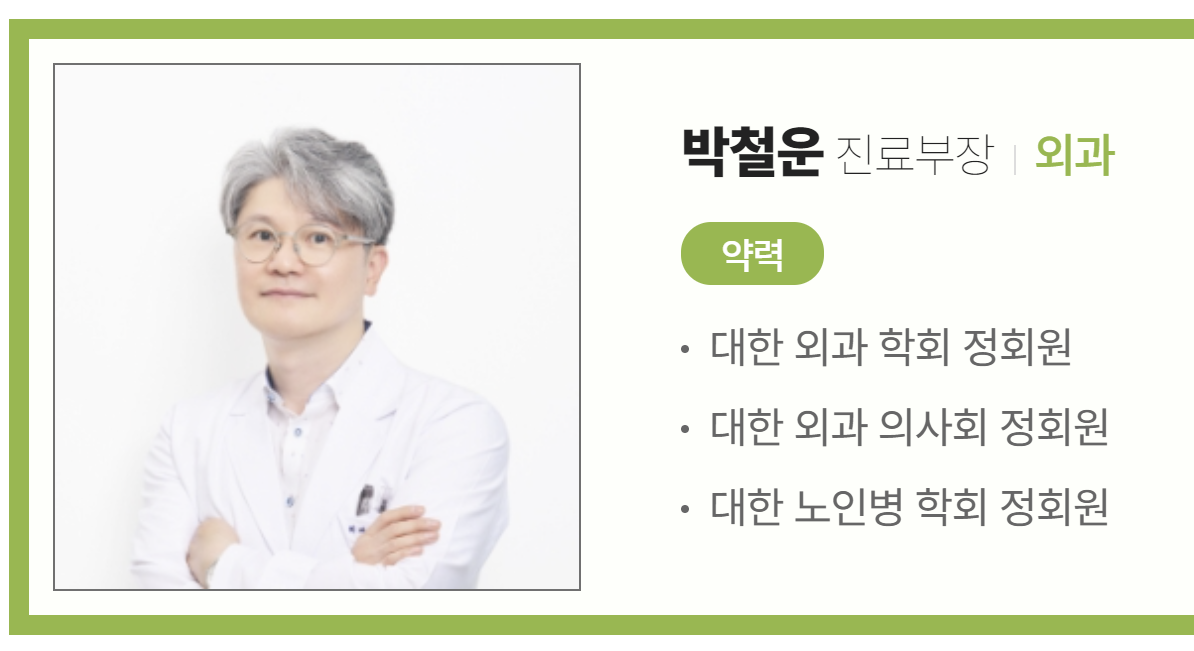 박철운 진료부장 | 외과
약력
• 대한 외과 학회 정회원
• 대한 외과 의사회 정회원
• 대한 노인병 학회 정회원